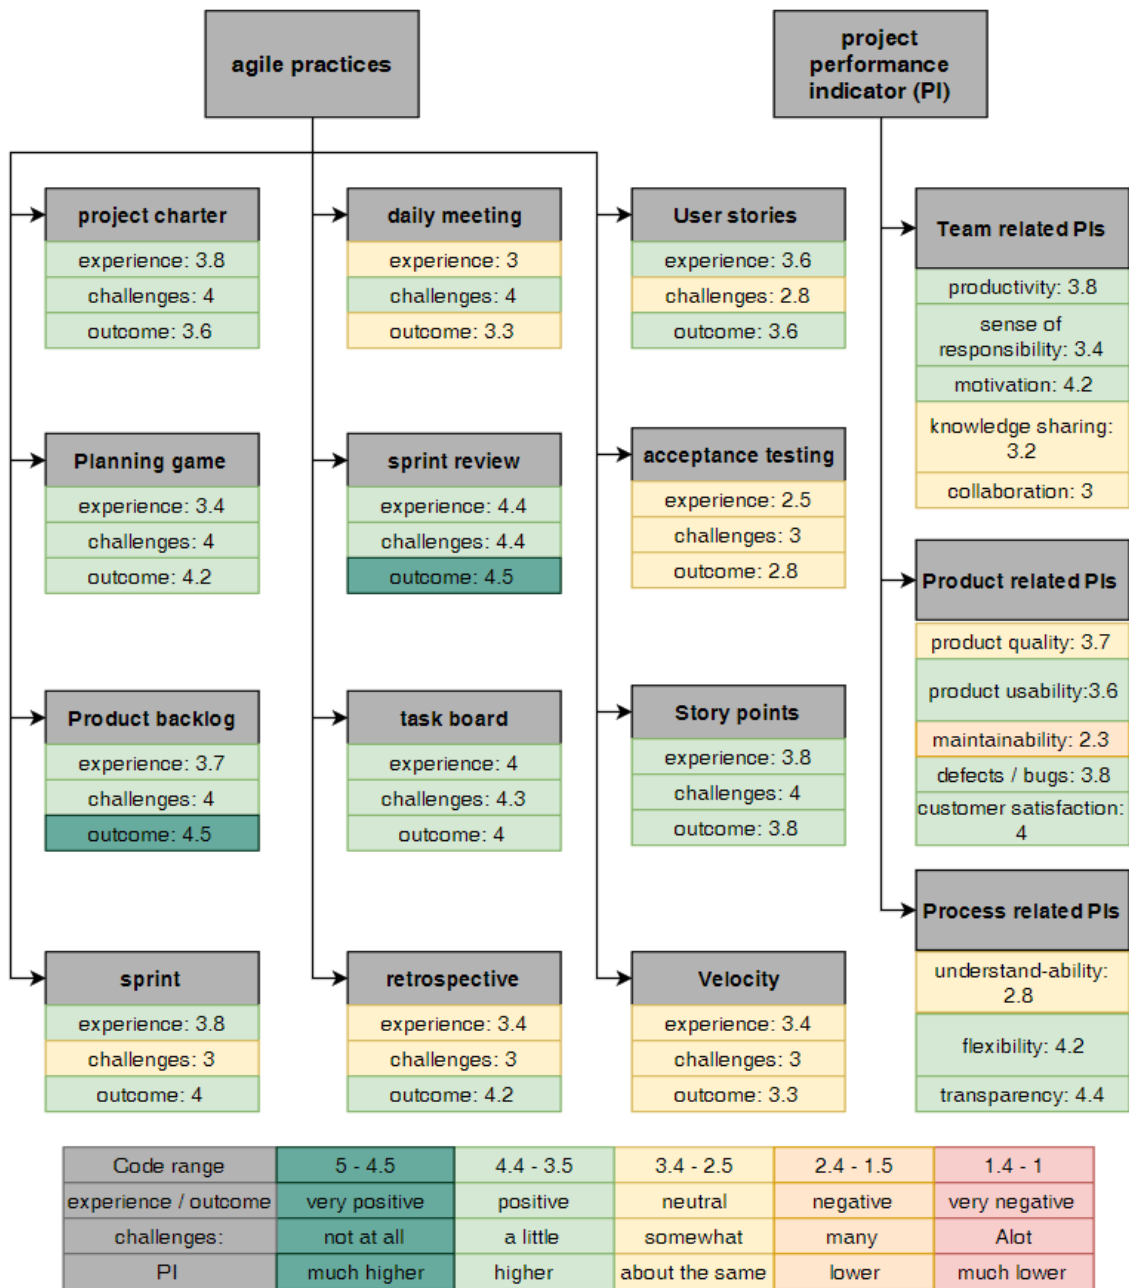 agile practices
project
performance
indicator (PI)
project charter
experience: 3.8
challenges: 4
outcome: 3.6
daily meeting
experience: 3
challenges: 4
outcome: 3.3
User stories
experience: 3.6
challenges: 2.8
outcome: 3.6
Team related PIs
productivity: 3.8
sense of
responsibility: 3.4
motivation: 4.2
knowledge sharing:
3.2
collaboration: 3
Planning game
experience: 3.4
challenges: 4
outcome: 4.2
sprint review
experience: 4.4
challenges: 4.4
outcome: 4.5
acceptance testing
experience: 2.5
challenges: 3
outcome: 2.8
Product related PIs
product quality: 3.7
product usability:3.6
maintainability: 2.3
defects / bugs: 3.8
customer satisfaction:
4
Product backlog
experience: 3.7
challenges: 4
outcome: 4.5
task board
experience: 4
challenges: 4.3
outcome: 4
Story points
experience: 3.8
challenges: 4
outcome: 3.8
Process related PIs
understand-ability:
2.8
flexibility: 4.2
transparency: 4.4
sprint
experience: 3.8
challenges: 3
outcome: 4
retrospective
experience: 3.4
challenges: 3
outcome: 4.2
Velocity
experience: 3.4
challenges: 3
outcome: 3.3
Code range 5 - 4.5 4.4 - 3.5 3.4 - 2.5 2.4 - 1.5 1.4 - 1
experience / outcome very positive positive neutral negative very negative
challenges: not at all a little somewhat many Alot
PI much higher higher about the same lower much lower